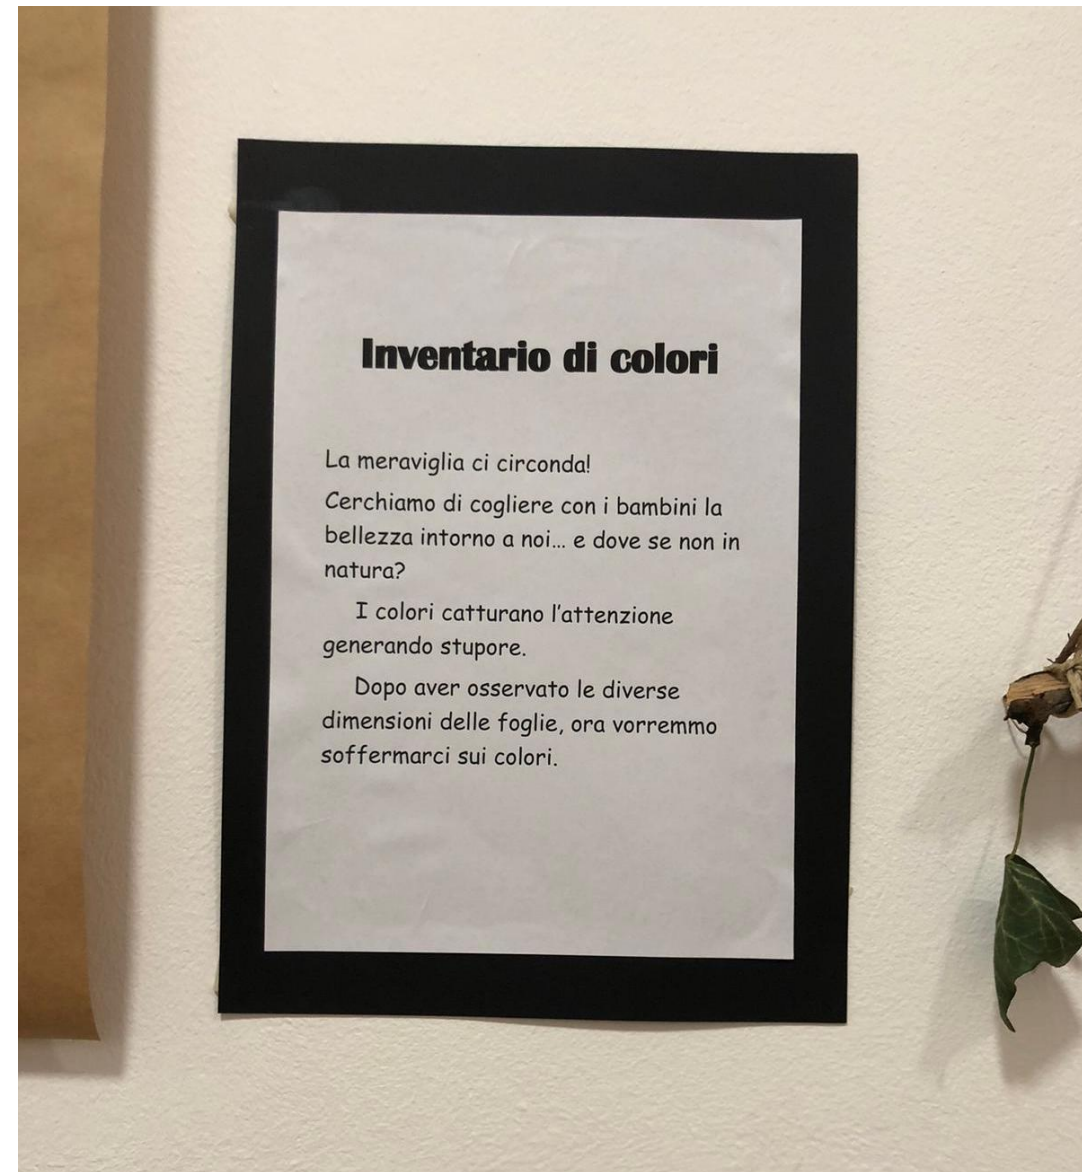 Inventario di colori
La meraviglia ci circonda!
Cerchiamo di cogliere con i bambini la
bellezza intorno a noi... e dove se non in
natura?
I colori catturano l'attenzione
generando stupore.
Dopo aver osservato le diverse
dimensioni delle foglie, ora vorremmo
soffermarci sui colori.